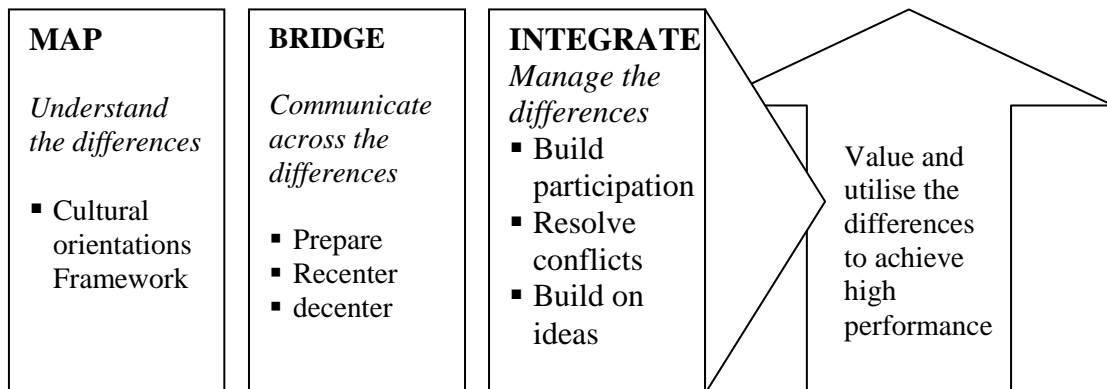 MAP
Understand
the differences
▪ Cultural
orientations
Framework
BRIDGE
Communicate
across the
differences
▪ Prepare
▪ Recenter
▪ decenter
INTEGRATE
Manage the
differences
▪ Build
participation
▪ Resolve
conflicts
▪ Build on
ideas
Value and
utilise the
differences
to achieve
high
performance